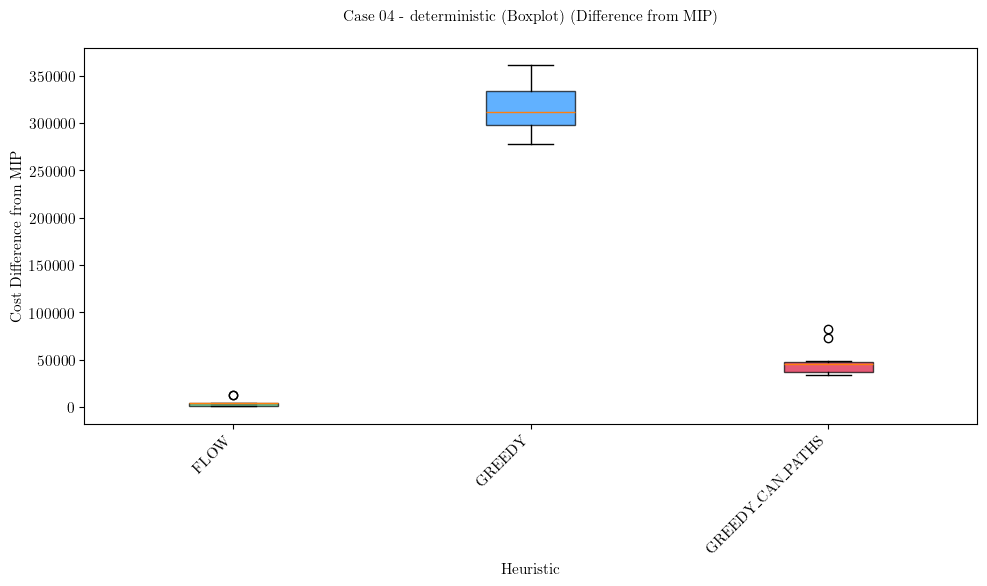 Case 04 - deterministic (Boxplot) (Difference from MIP)
Cost Difference from MIP
350000
300000
250000
200000
150000
100000
50000
0
FLOW
GREEDY
GREEDY_CAN_PATHS
Heuristic